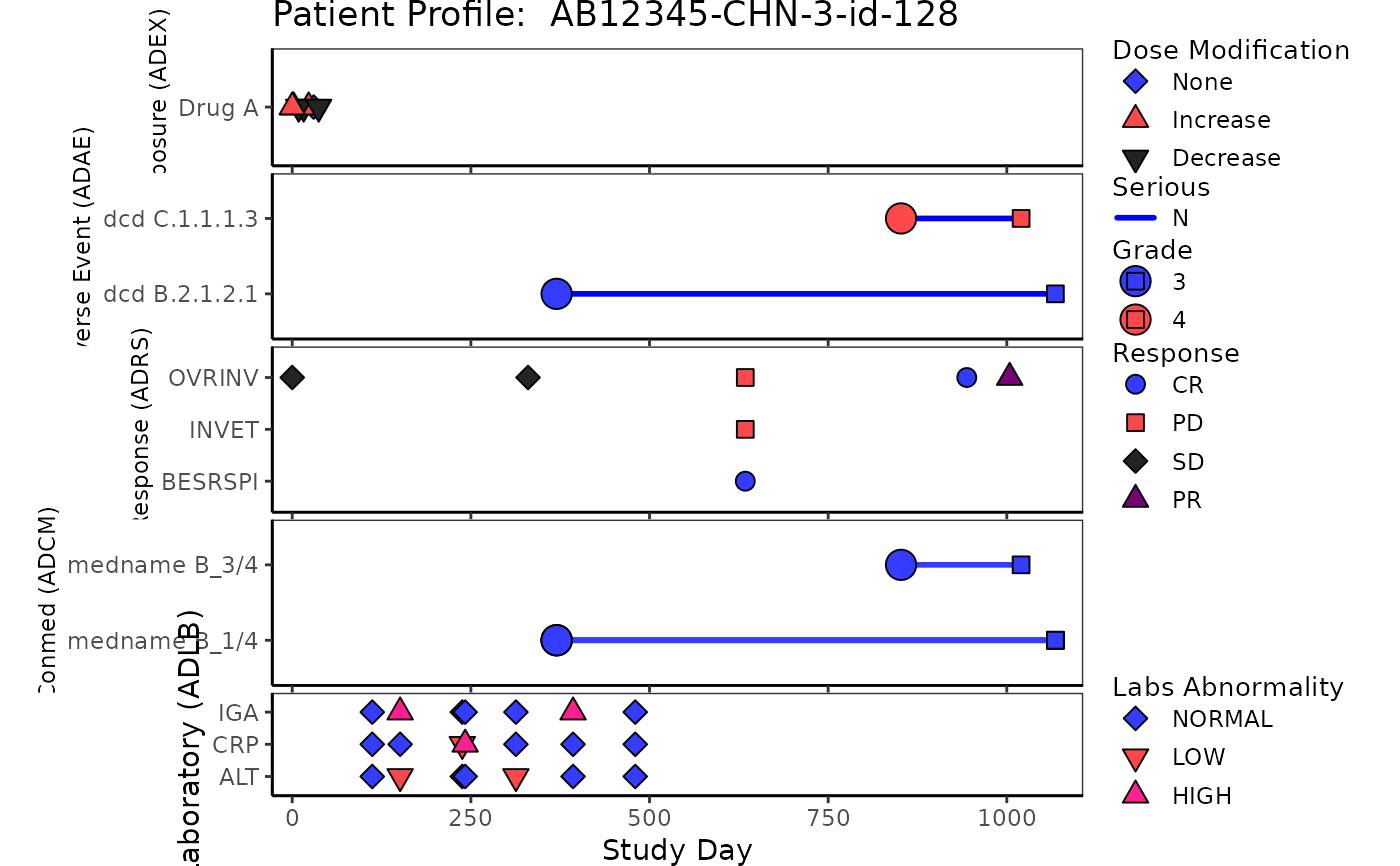 Patient Profile:  AB12345-CHN-3-id-128
posure (ADEX)
Drug A
Dose Modification
None
Increase
Decrease
verse Event (ADAE)
dcd C.1.1.1.3
dcd B.2.1.2.1
Serious
N
Grade
3
4
Response (ADRS)
OVRINV
INVET
BESRSPI
Response
CR
PD
SD
PR
Conmed (ADCM)
medname B_3/4
medname B_1/4
Laboratory (ADLB)
IGA
CRP
ALT
Labs Abnormality
NORMAL
LOW
HIGH
0 250 500 750 1000
Study Day